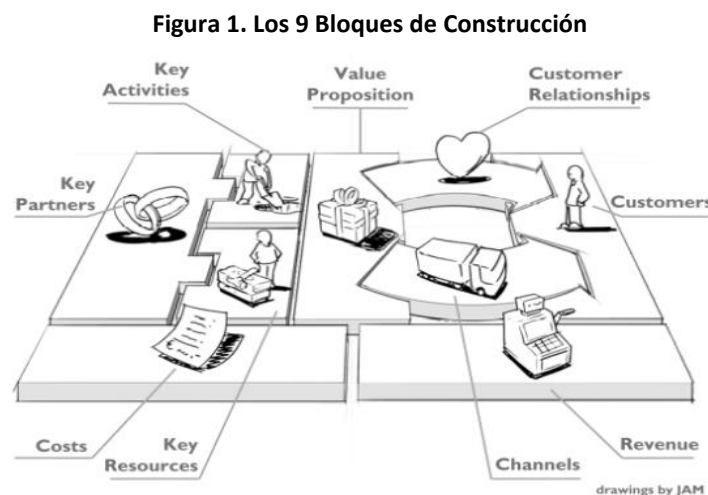 Figura 1. Los 9 Bloques de Construcción
Key
Activities
Value
Proposition
Customer
Relationships
Key
Partners
Customers
Costs
Key
Resources
Channels
Revenue
drawings by JAM